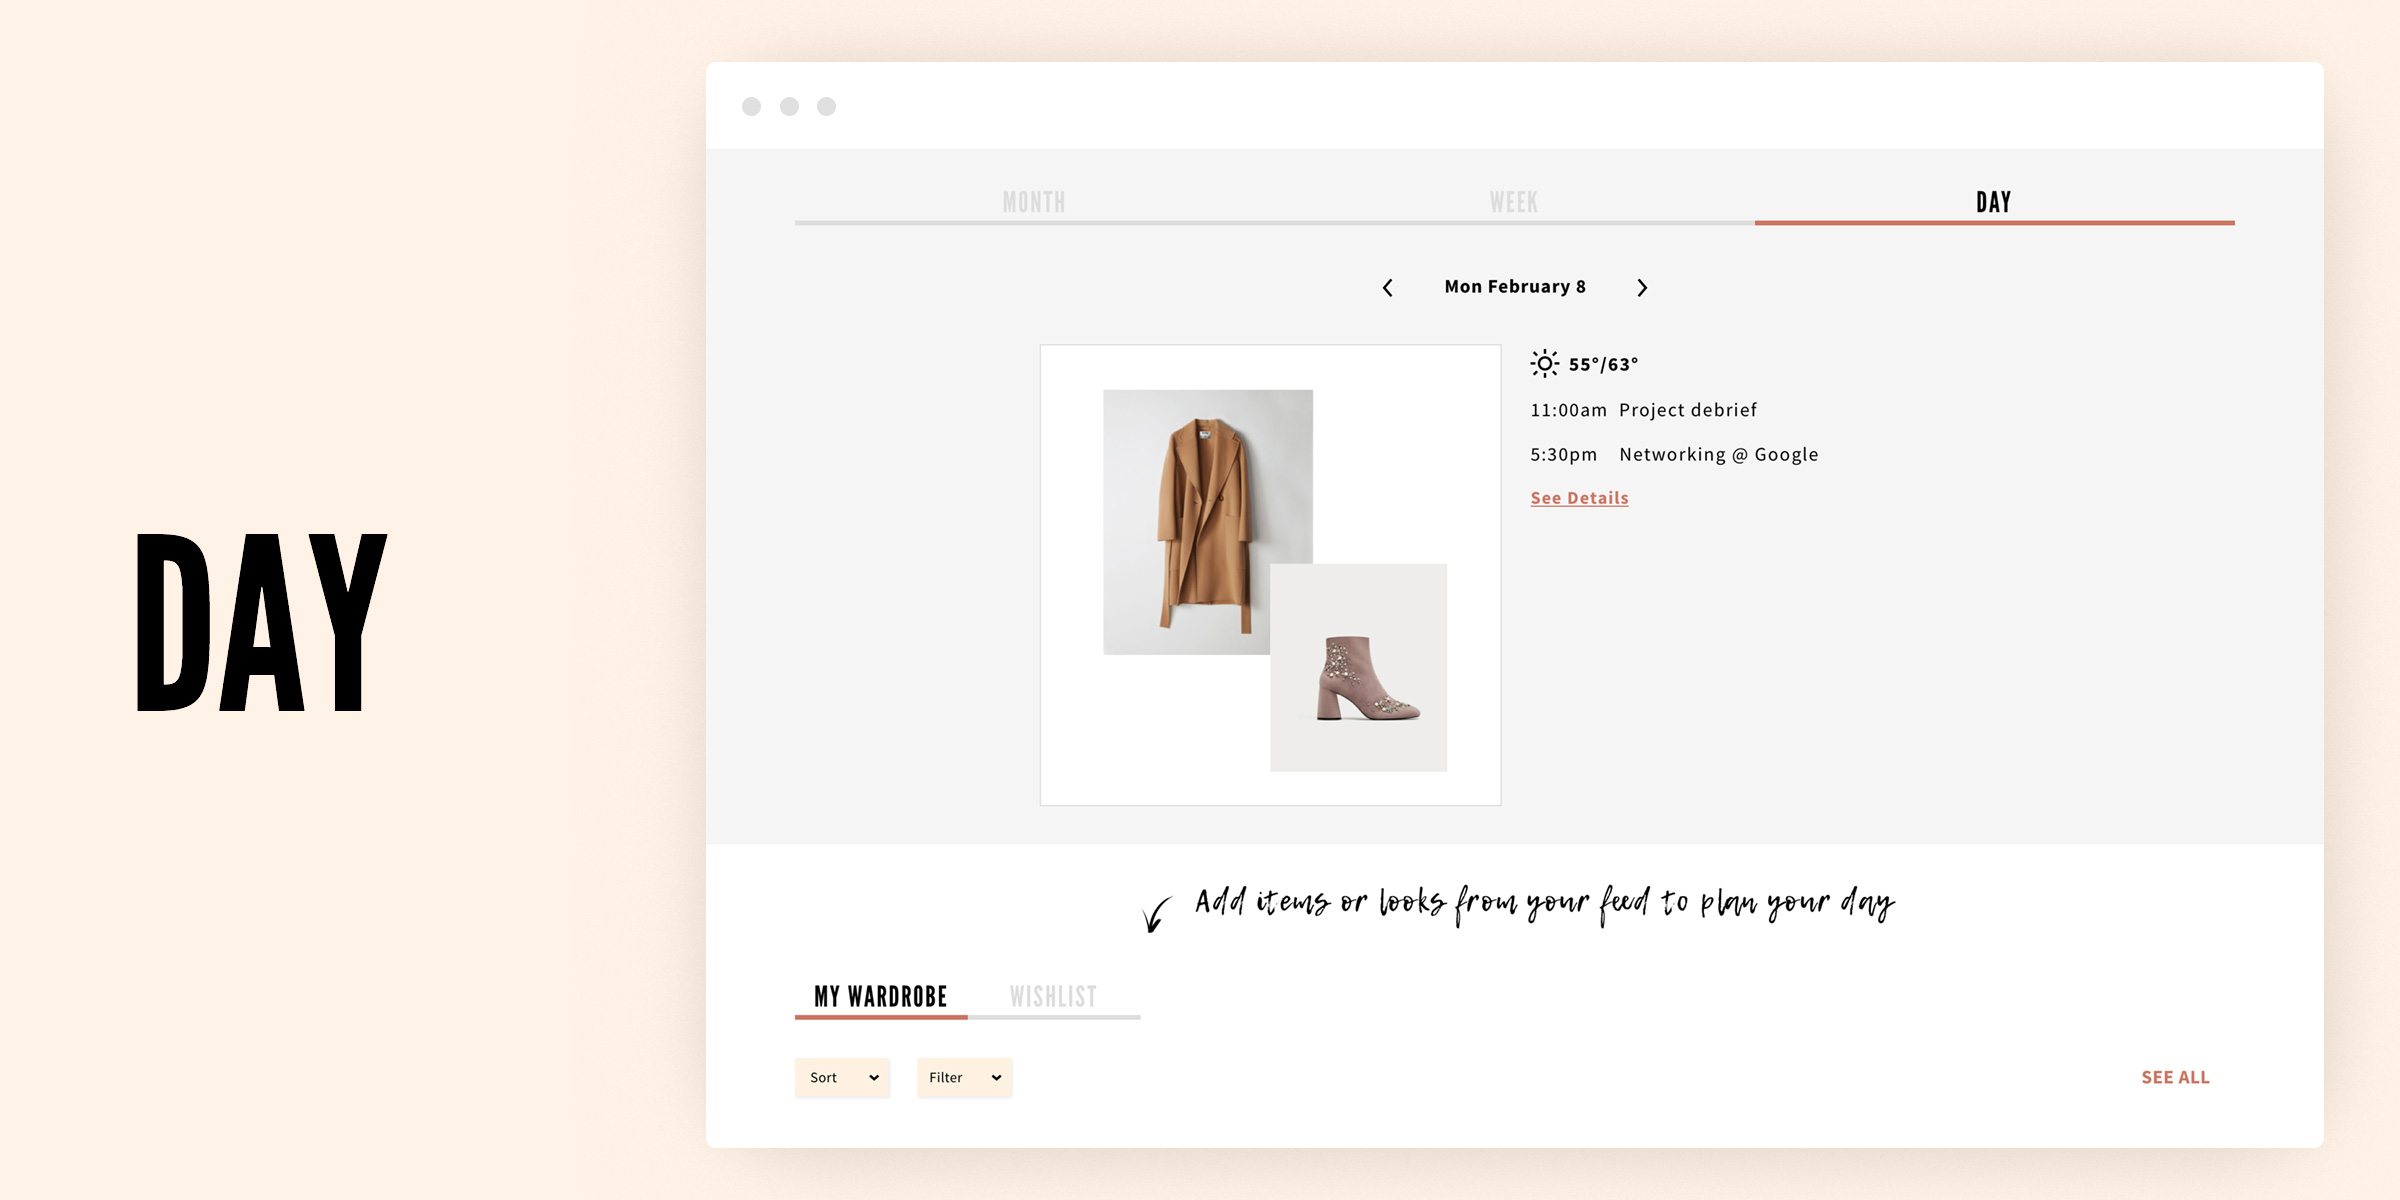 DAY
MONTH WEEK DAY
Mon February 8
55°/63°
11:00am Project debrief
5:30pm Networking @ Google
See Details
Add items or looks from your feed to plan your day
MY WARDROBE WISHLIST
Sort Filter SEE ALL